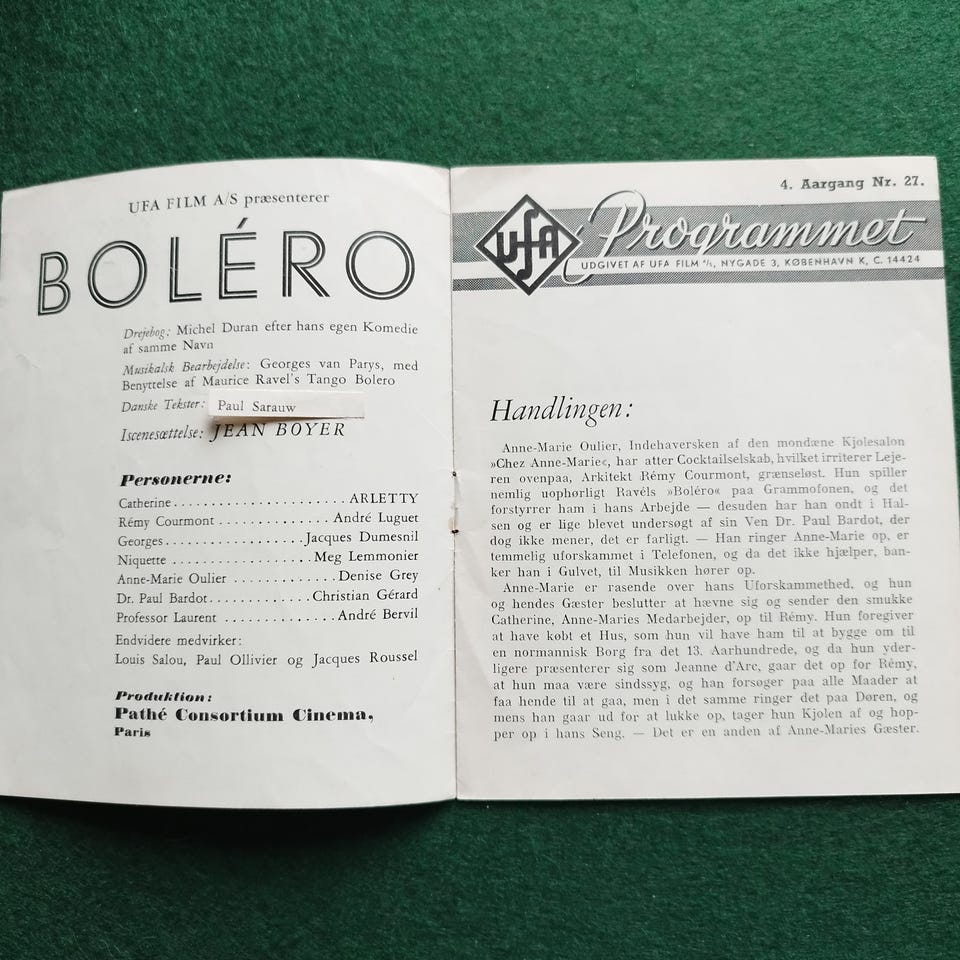 UFA FILM A/S præsenterer
BOLÉRO
Drejebog: Michel Duran efter hans egen Komedie
af samme Navn
Musikalsk Bearbejdelse: Georges van Parys, med
Benyttelse af Maurice Ravel's Tango Bolero
Danske Tekster: Paul Sarauw
Iscenesættelse: JEAN BOYER
Personerne:
Catherine . . . . . . . . . . . . . . . . . . . . . . ARLETTY
Rémy Courmont . . . . . . . . . . . . . . André Luguet
Georges . . . . . . . . . . . . . . . . . . Jacques Dumesnil
Niquette . . . . . . . . . . . . . . . . . . Meg Lemmonier
Anne-Marie Oulier . . . . . . . . . . . . . Denise Grey
Dr. Paul Bardot . . . . . . . . . . . . . Christian Gérard
Professor Laurent . . . . . . . . . . . . . . André Bervil
Endvidere medvirker:
Louis Salou, Paul Ollivier og Jacques Roussel
Produktion:
Pathé Consortium Cinema,
Paris
4. Aargang Nr. 27.
UFA Programmet
UDGIVET AF UFA FILM A/S, NYGADE 3, KØBENHAVN K, C. 14424
Handlingen:
Anne-Marie Oulier, Indehaversken af den mondæne Kjolesalon
»Chez Anne-Marie«, har atter Cocktailselskab, hvilket irriterer Leje-
ren ovenpaa, Arkitekt Rémy Courmont, grænseløst. Hun spiller
nemlig uophørligt Ravéls »Boléro« paa Grammofonen, og det
forstyrrer ham i hans Arbejde — desuden har han ondt i Hal-
sen og er lige blevet undersøgt af sin Ven Dr. Paul Bardot, der
dog ikke mener, det er farligt. — Han ringer Anne-Marie op, er
temmelig uforskammet i Telefonen, og da det ikke hjælper, ban-
ker han i Gulvet, til Musikken hører op.
Anne-Marie er rasende over hans Uforskammethed, og hun
og hendes Gæster beslutter at hævne sig og sender den smukke
Catherine, Anne-Maries Medarbejder, op til Rémy. Hun foregiver
at have købt et Hus, som hun vil have ham til at bygge om til
en normannisk Borg fra det 13. Aarhundrede, og da hun yder-
ligere præsenterer sig som Jeanne d'Arc, gaar det op for Rémy,
at hun maa være sindssyg, og han forsøger paa alle Maader at
faa hende til at gaa, men i det samme ringer det paa Døren, og
mens han gaar ud for at lukke op, tager hun Kjolen af og hop-
per op i hans Seng. — Det er en anden af Anne-Maries Gæster.